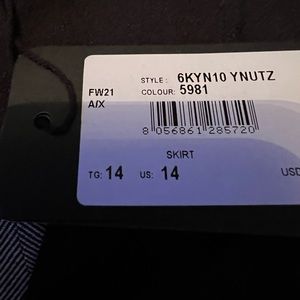 STYLE : 6KYN10 YNUTZ
FW21 COLOUR: 5981
A/X
8 056861 285720
SKIRT
TG: 14 US: 14 USD